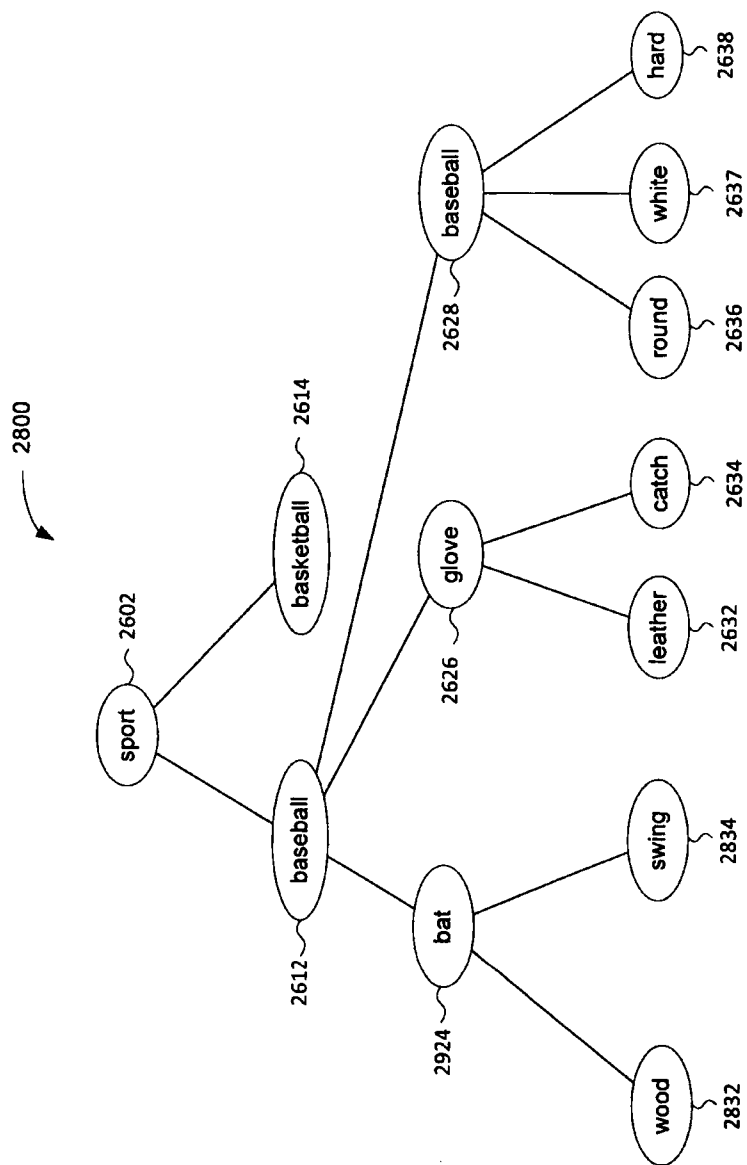 2800
sport
2602
baseball
2612
basketball
2614
bat
2924
glove
2626
baseball
2628
wood
2832
swing
2834
leather
2632
catch
2634
round
2636
white
2637
hard
2638